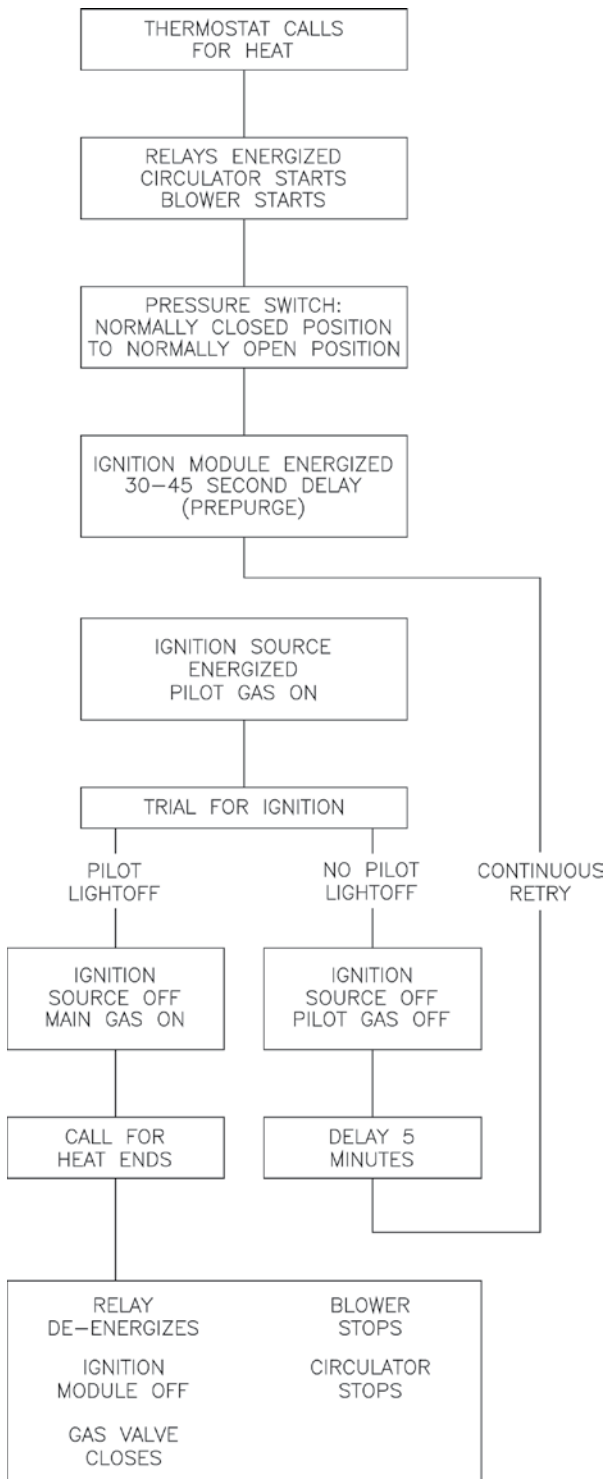 THERMOSTAT CALLS
FOR HEAT
RELAYS ENERGIZED
CIRCULATOR STARTS
BLOWER STARTS
PRESSURE SWITCH:
NORMALLY CLOSED POSITION
TO NORMALLY OPEN POSITION
IGNITION MODULE ENERGIZED
30–45 SECOND DELAY
(PREPURGE)
IGNITION SOURCE
ENERGIZED
PILOT GAS ON
TRIAL FOR IGNITION
PILOT
LIGHTOFF
NO PILOT
LIGHTOFF
CONTINUOUS
RETRY
IGNITION
SOURCE OFF
MAIN GAS ON
IGNITION
SOURCE OFF
PILOT GAS OFF
CALL FOR
HEAT ENDS
DELAY 5
MINUTES
RELAY
DE–ENERGIZES
BLOWER
STOPS
IGNITION
MODULE OFF
CIRCULATOR
STOPS
GAS VALVE
CLOSES